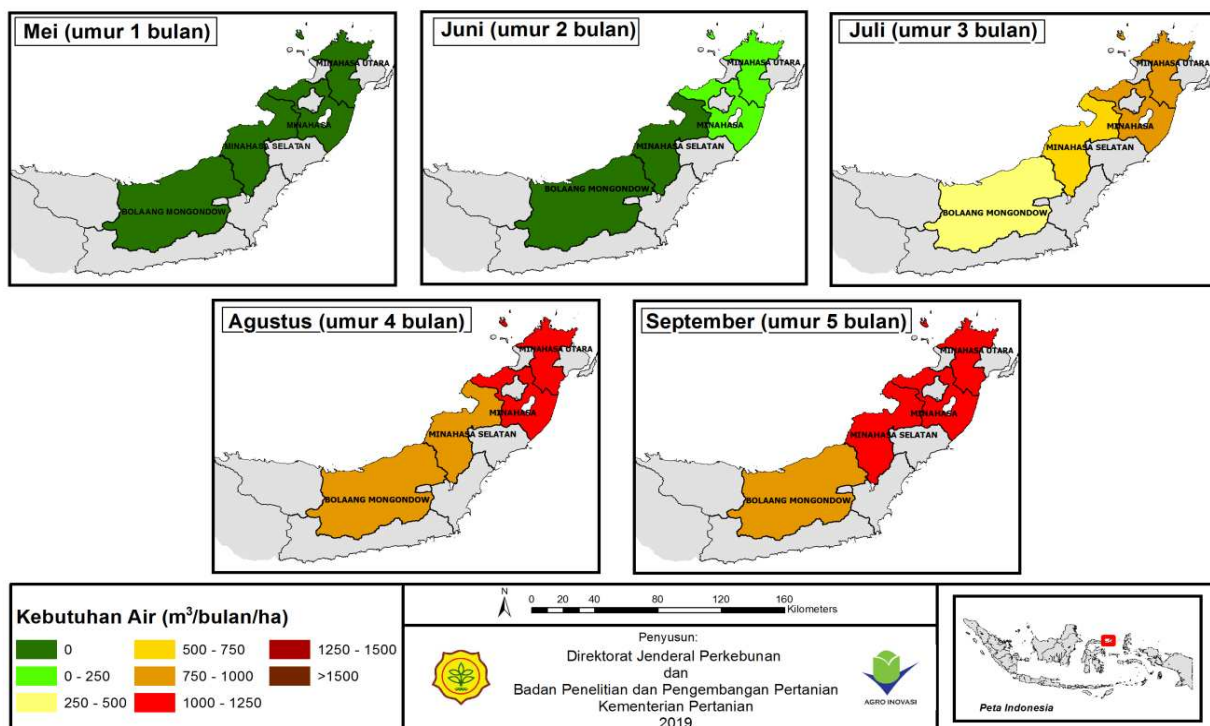 Mei (umur 1 bulan)
MINAHASA UTARA
MINAHASA
MINAHASA SELATAN
BOLAANG MONGONDOW
Juni (umur 2 bulan)
MINAHASA UTARA
MINAHASA
MINAHASA SELATAN
BOLAANG MONGONDOW
Juli (umur 3 bulan)
MINAHASA UTARA
MINAHASA
MINAHASA SELATAN
BOLAANG MONGONDOW
Agustus (umur 4 bulan)
MINAHASA UTARA
MINAHASA
MINAHASA SELATAN
BOLAANG MONGONDOW
September (umur 5 bulan)
MINAHASA UTARA
MINAHASA
MINAHASA SELATAN
BOLAANG MONGONDOW
Kebutuhan Air (m³/bulan/ha)
0
0 - 250
250 - 500
500 - 750
750 - 1000
1000 - 1250
1250 - 1500
>1500
N
0 20 40 80 120 160
Kilometers
Penyusun:
Direktorat Jenderal Perkebunan
dan
Badan Penelitian dan Pengembangan Pertanian
Kementerian Pertanian
2019
AGRO INOVASI
Peta Indonesia